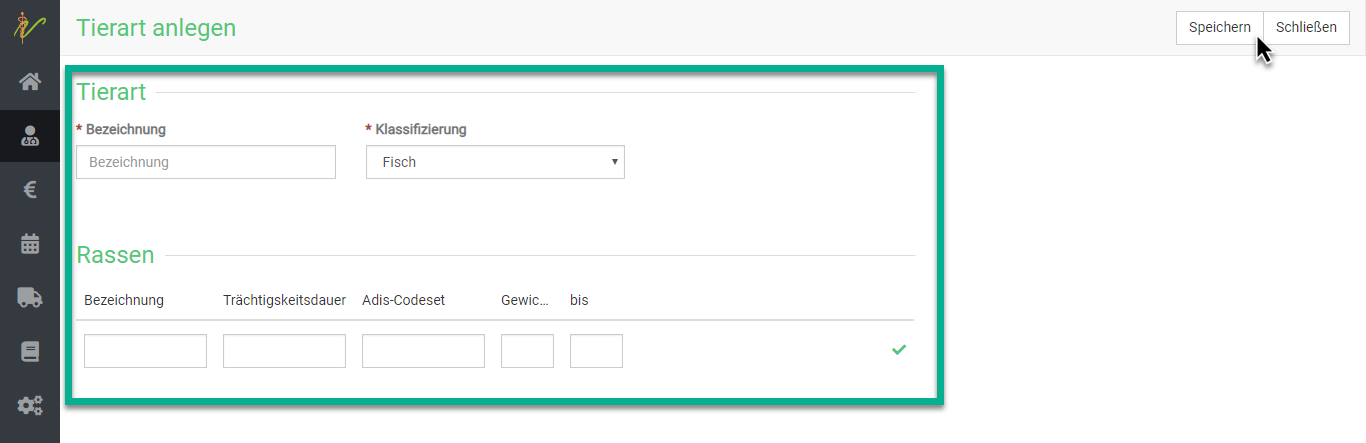 Tierart anlegen
Speichern Schließen
Tierart
* Bezeichnung * Klassifizierung
Bezeichnung Fisch
Rassen
Bezeichnung Trächtigskeitsdauer Adis-Codeset Gewic... bis